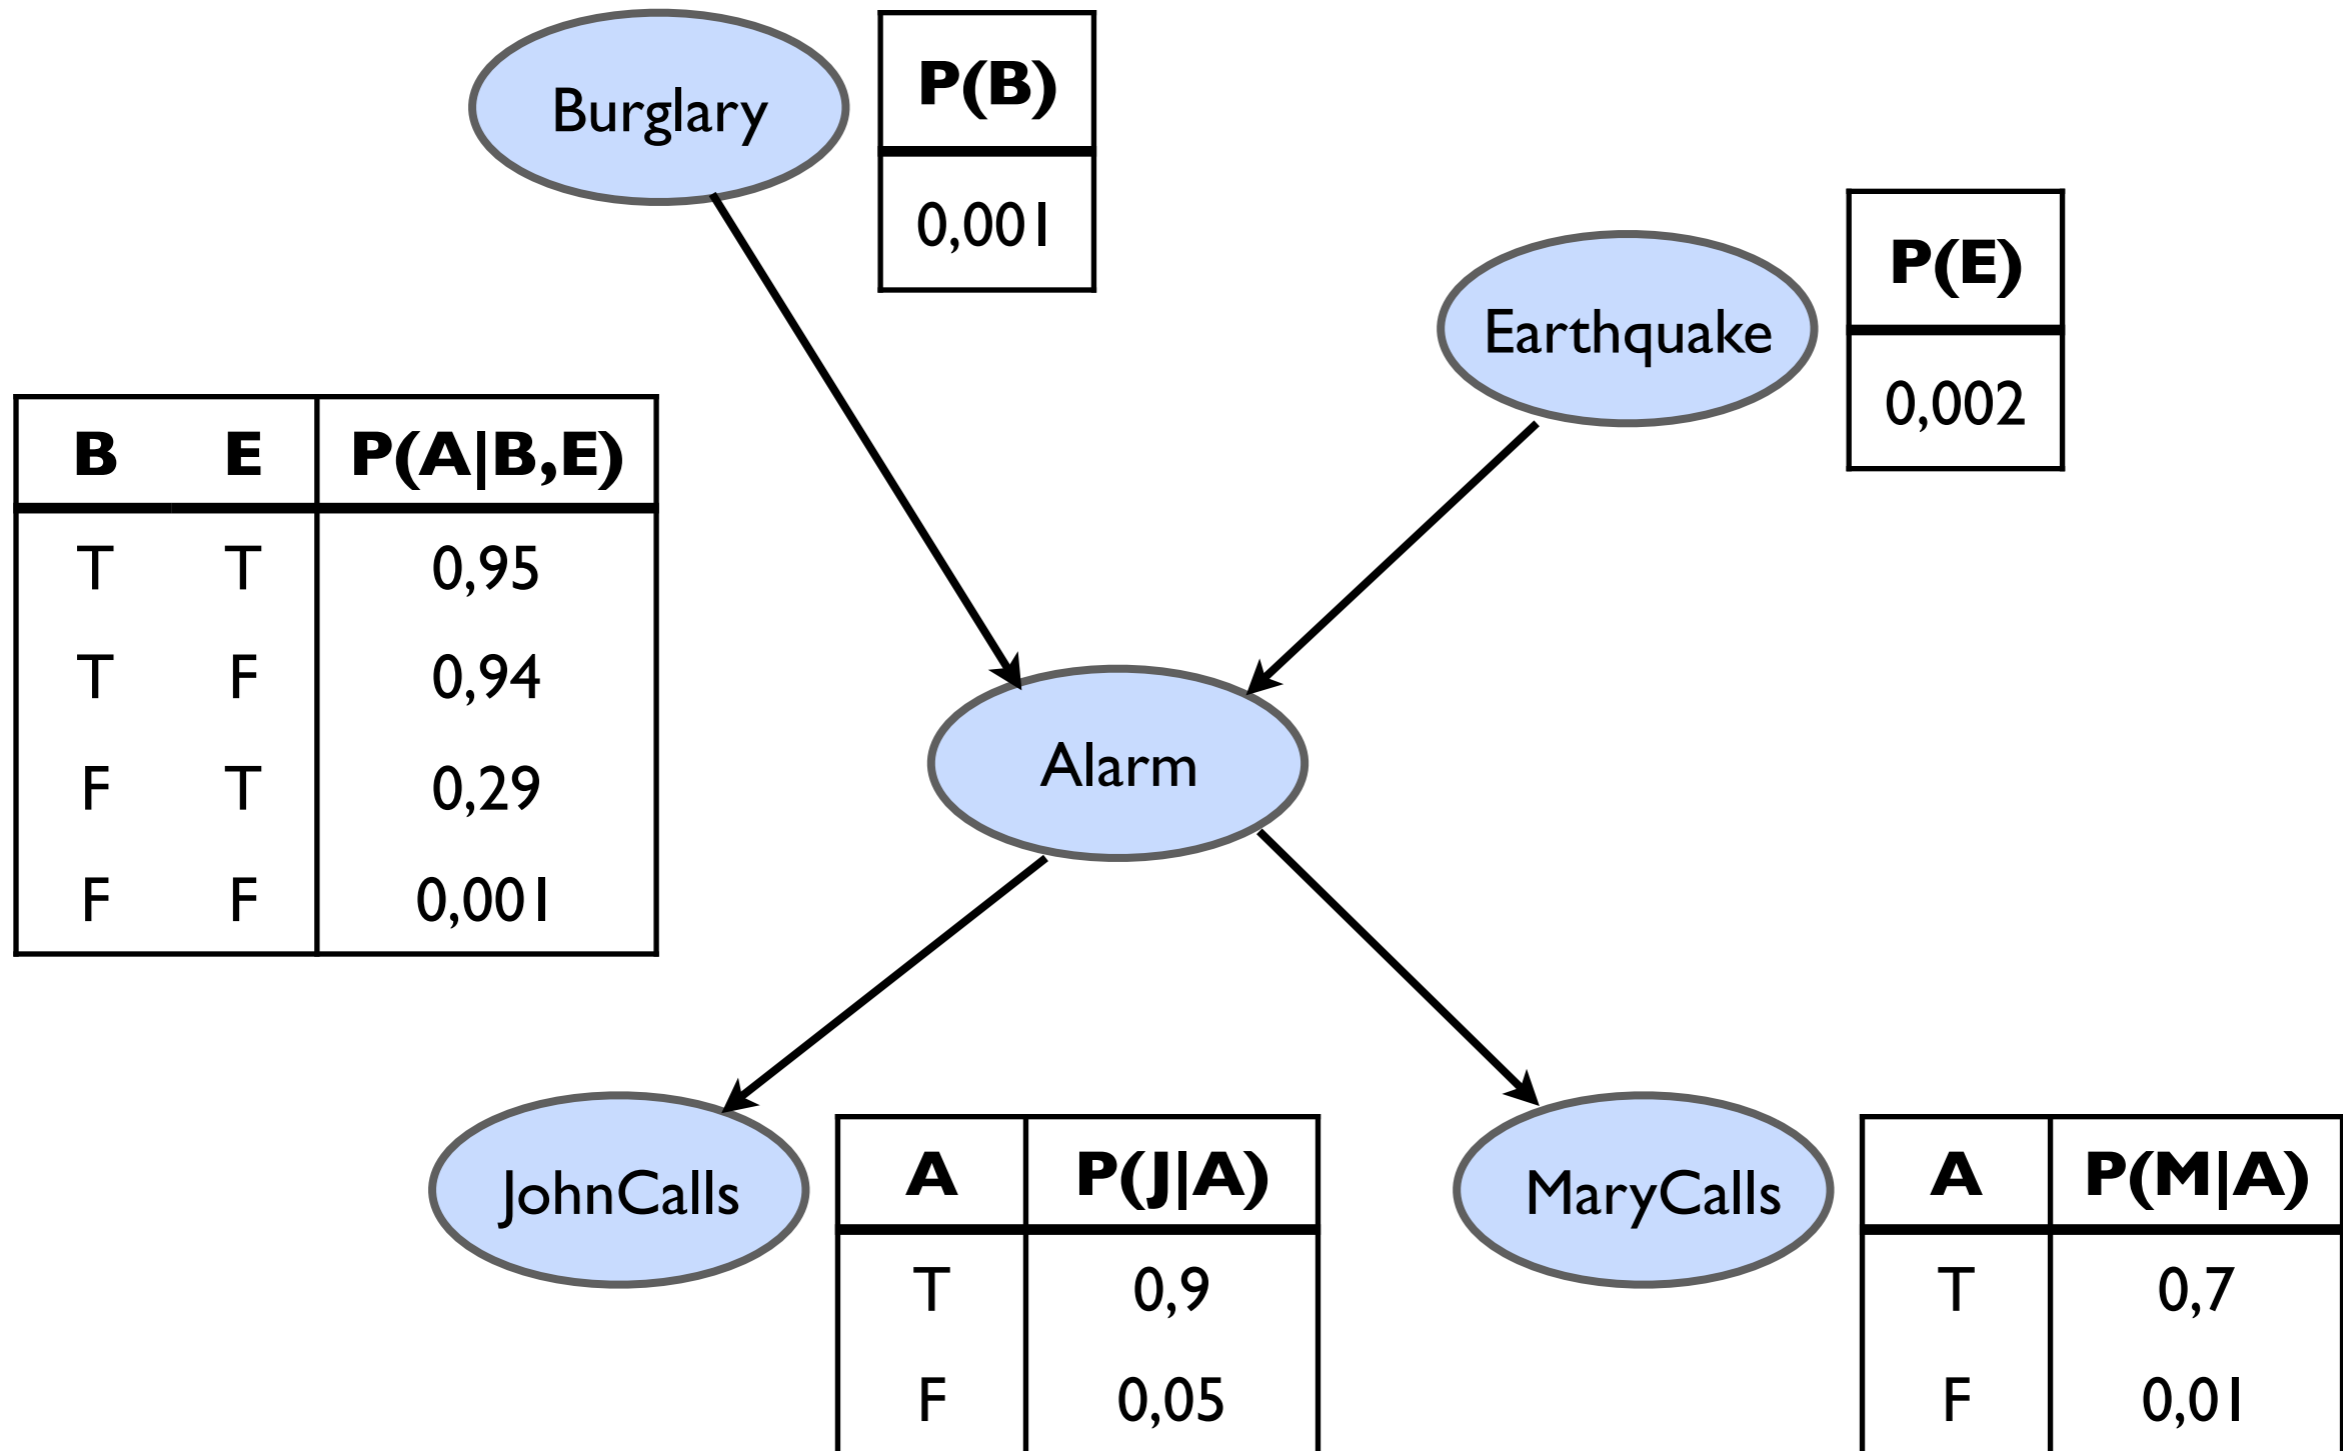 Burglary
P(B)
0,001
Earthquake
P(E)
0,002
B E P(A|B,E)
T T 0,95
T F 0,94
F T 0,29
F F 0,001
Alarm
JohnCalls
A P(J|A)
T 0,9
F 0,05
MaryCalls
A P(M|A)
T 0,7
F 0,01